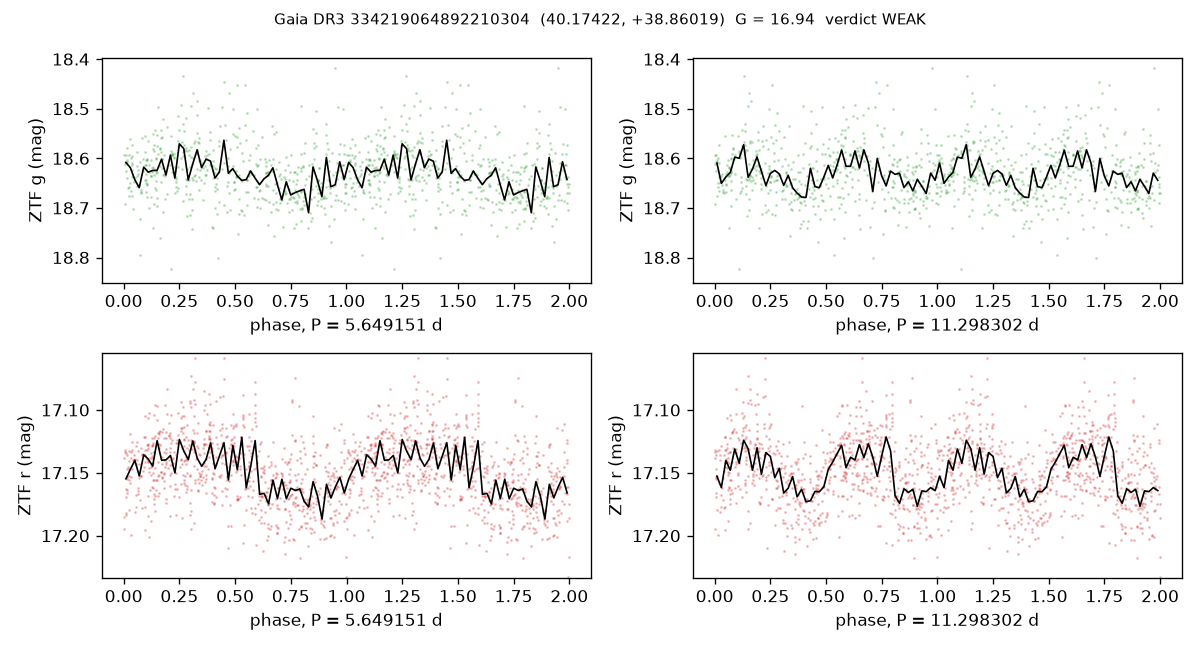 Gaia DR3 334219064892210304  (40.17422, +38.86019)  G = 16.94  verdict WEAK
18.4
18.5
18.6
18.7
18.8
ZTF g (mag)
0.00 0.25 0.50 0.75 1.00 1.25 1.50 1.75 2.00
phase, P = 5.649151 d
18.4
18.5
18.6
18.7
18.8
ZTF g (mag)
0.00 0.25 0.50 0.75 1.00 1.25 1.50 1.75 2.00
phase, P = 11.298302 d
17.10
17.15
17.20
ZTF r (mag)
0.00 0.25 0.50 0.75 1.00 1.25 1.50 1.75 2.00
phase, P = 5.649151 d
17.10
17.15
17.20
ZTF r (mag)
0.00 0.25 0.50 0.75 1.00 1.25 1.50 1.75 2.00
phase, P = 11.298302 d